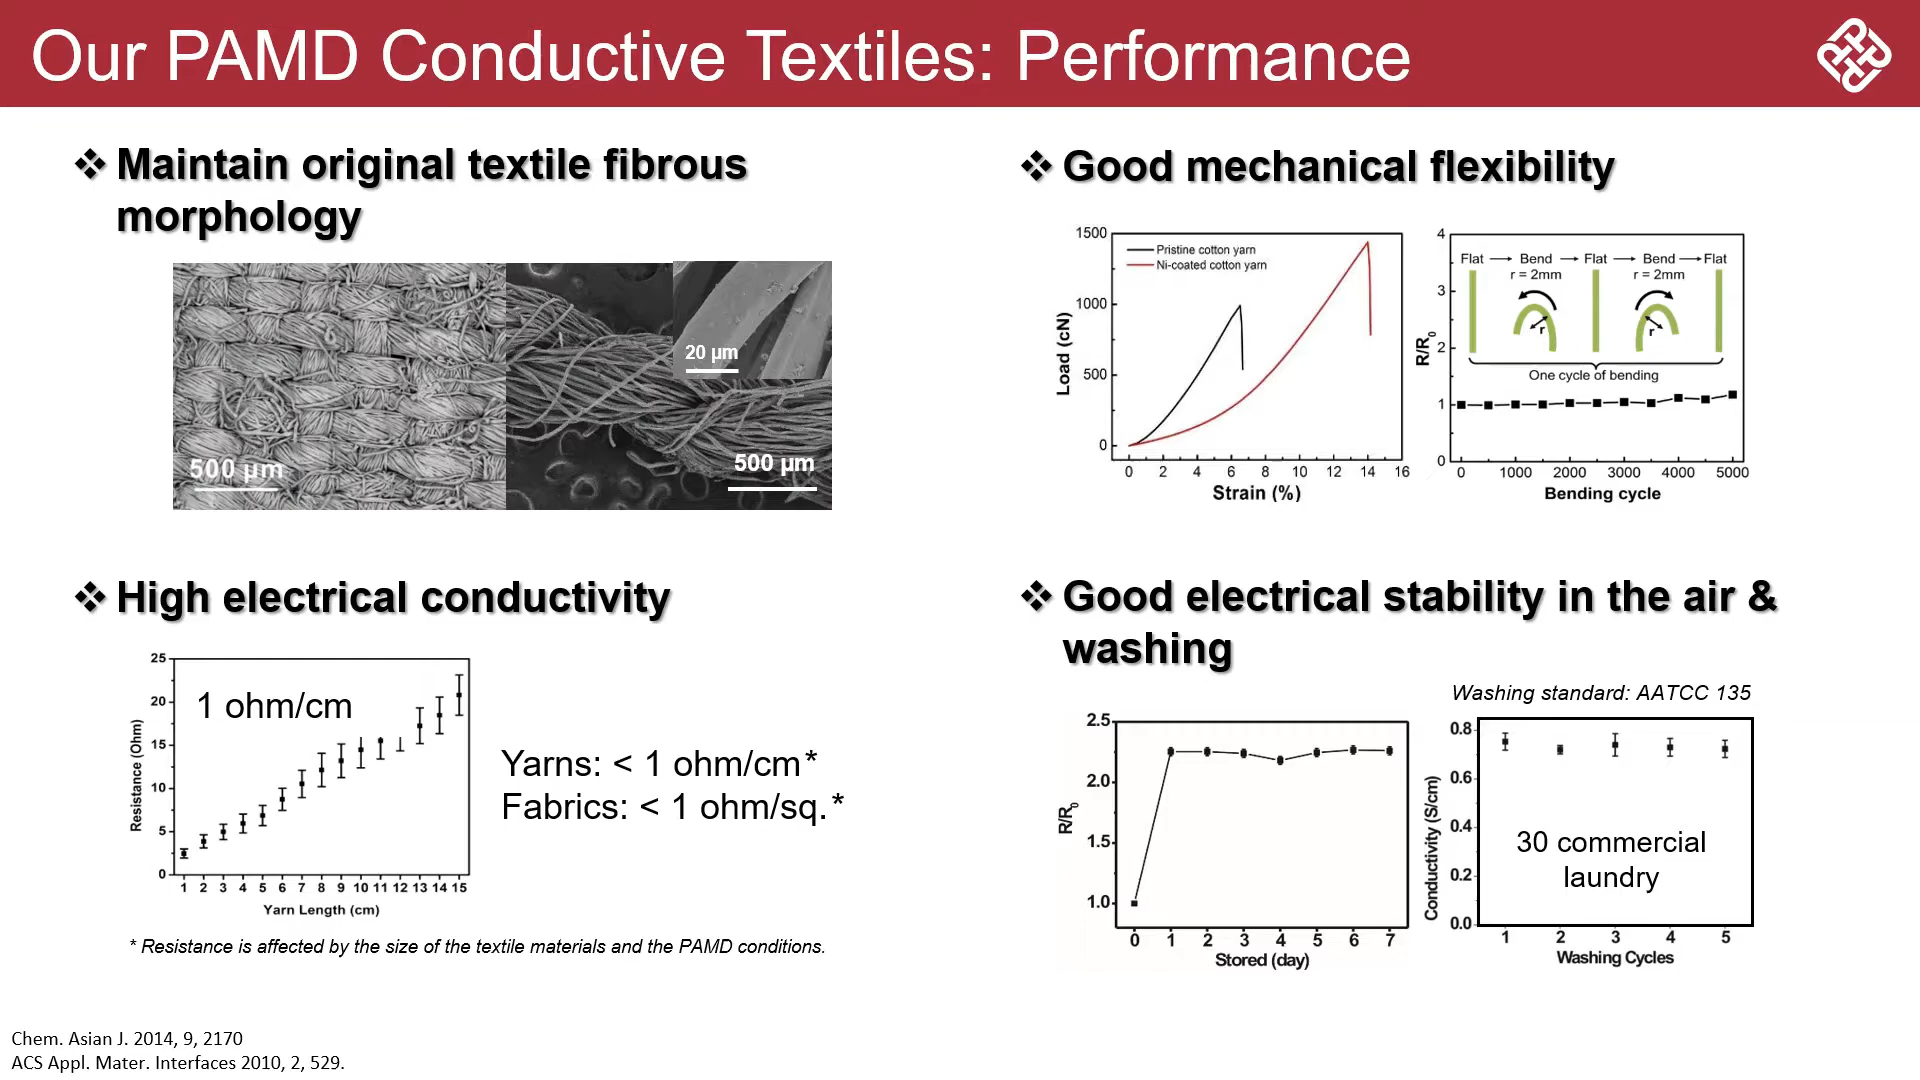 Our PAMD Conductive Textiles: Performance
❖ Maintain original textile fibrous
morphology
20 µm
500 µm
500 µm
❖ Good mechanical flexibility
1500
1000
500
0
Load (cN)
Pristine cotton yarn
Ni-coated cotton yarn
0 2 4 6 8 10 12 14 16
Strain (%)
4
3
2
1
0
R/R0
Flat Bend Flat Bend Flat
r = 2mm r = 2mm
r r
One cycle of bending
0 1000 2000 3000 4000 5000
Bending cycle
❖ High electrical conductivity
25
20
15
10
5
0
Resistance (Ohm)
1 ohm/cm
1 2 3 4 5 6 7 8 9 10 11 12 13 14 15
Yarn Length (cm)
Yarns: < 1 ohm/cm*
Fabrics: < 1 ohm/sq.*
* Resistance is affected by the size of the textile materials and the PAMD conditions.
❖ Good electrical stability in the air &
washing
Washing standard: AATCC 135
2.5
2.0
1.5
1.0
R/R0
0 1 2 3 4 5 6 7
Stored (day)
0.8
0.6
0.4
0.2
0.0
Conductivity (S/cm)
30 commercial
laundry
1 2 3 4 5
Washing Cycles
Chem. Asian J. 2014, 9, 2170
ACS Appl. Mater. Interfaces 2010, 2, 529.